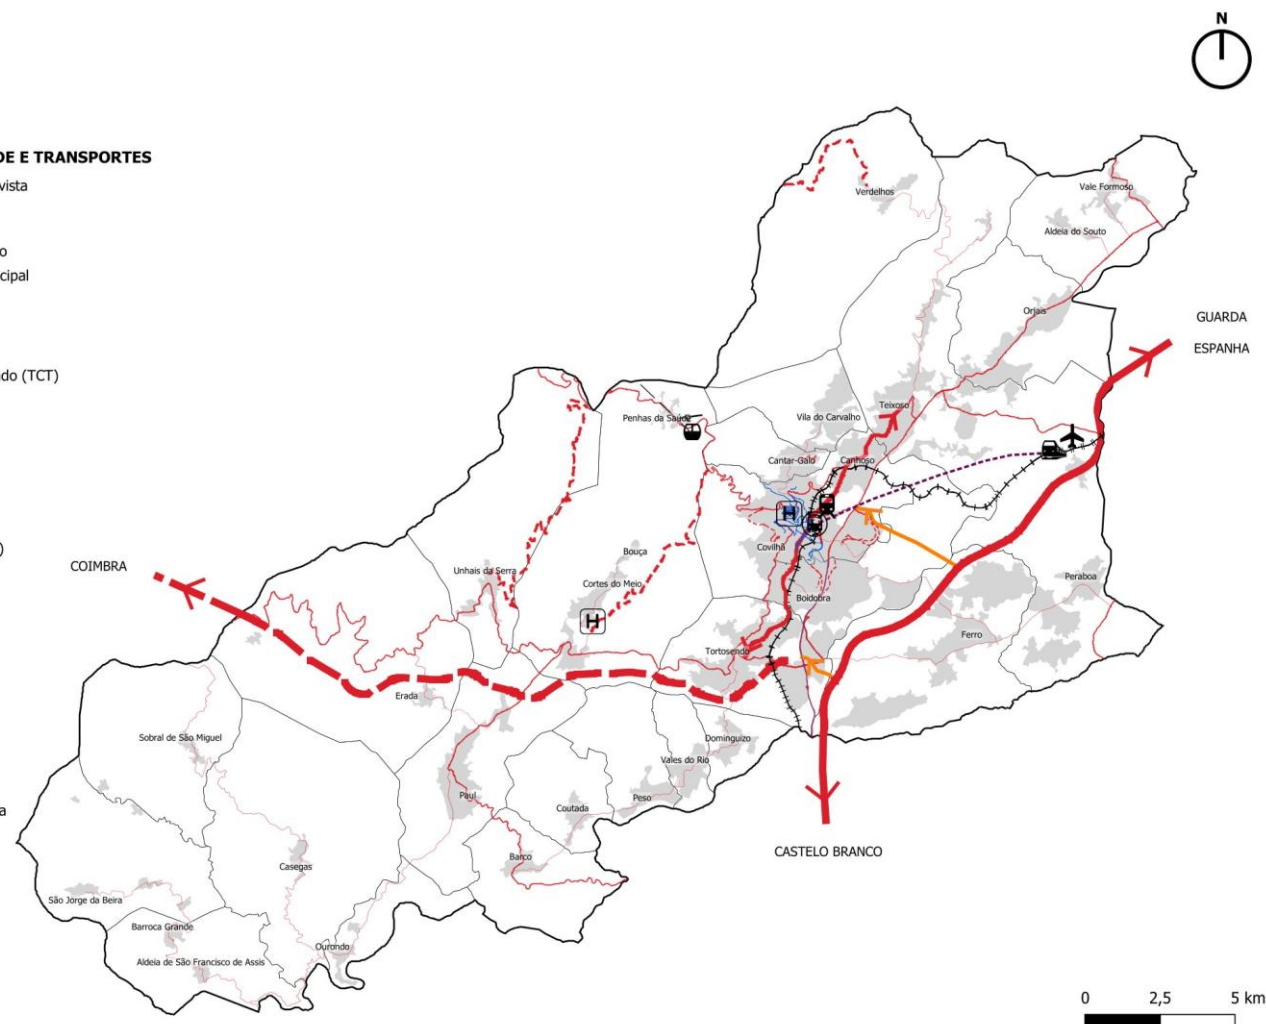 N
DE E TRANSPORTES
vista
o
cipal
do (TCT)
)
a
Verdelhos
Vale Formoso
Aldeia do Souto
Orjais
GUARDA
ESPANHA
Penhas da Saúde
Vila do Carvalho
Teixoso
Cantar-Galo
Canhoso
H
Covilhã
COIMBRA
Unhais da Serra
Bouça
Cortes do Meio
H
Boidobra
Peraboa
Ferro
Tortosendo
Erada
Sobral de São Miguel
Dominguizo
Vales do Rio
Peso
Paul
Coutada
CASTELO BRANCO
Barco
Casegas
São Jorge da Beira
Barroca Grande
Ourondo
Aldeia de São Francisco de Assis
0 2,5 5 km